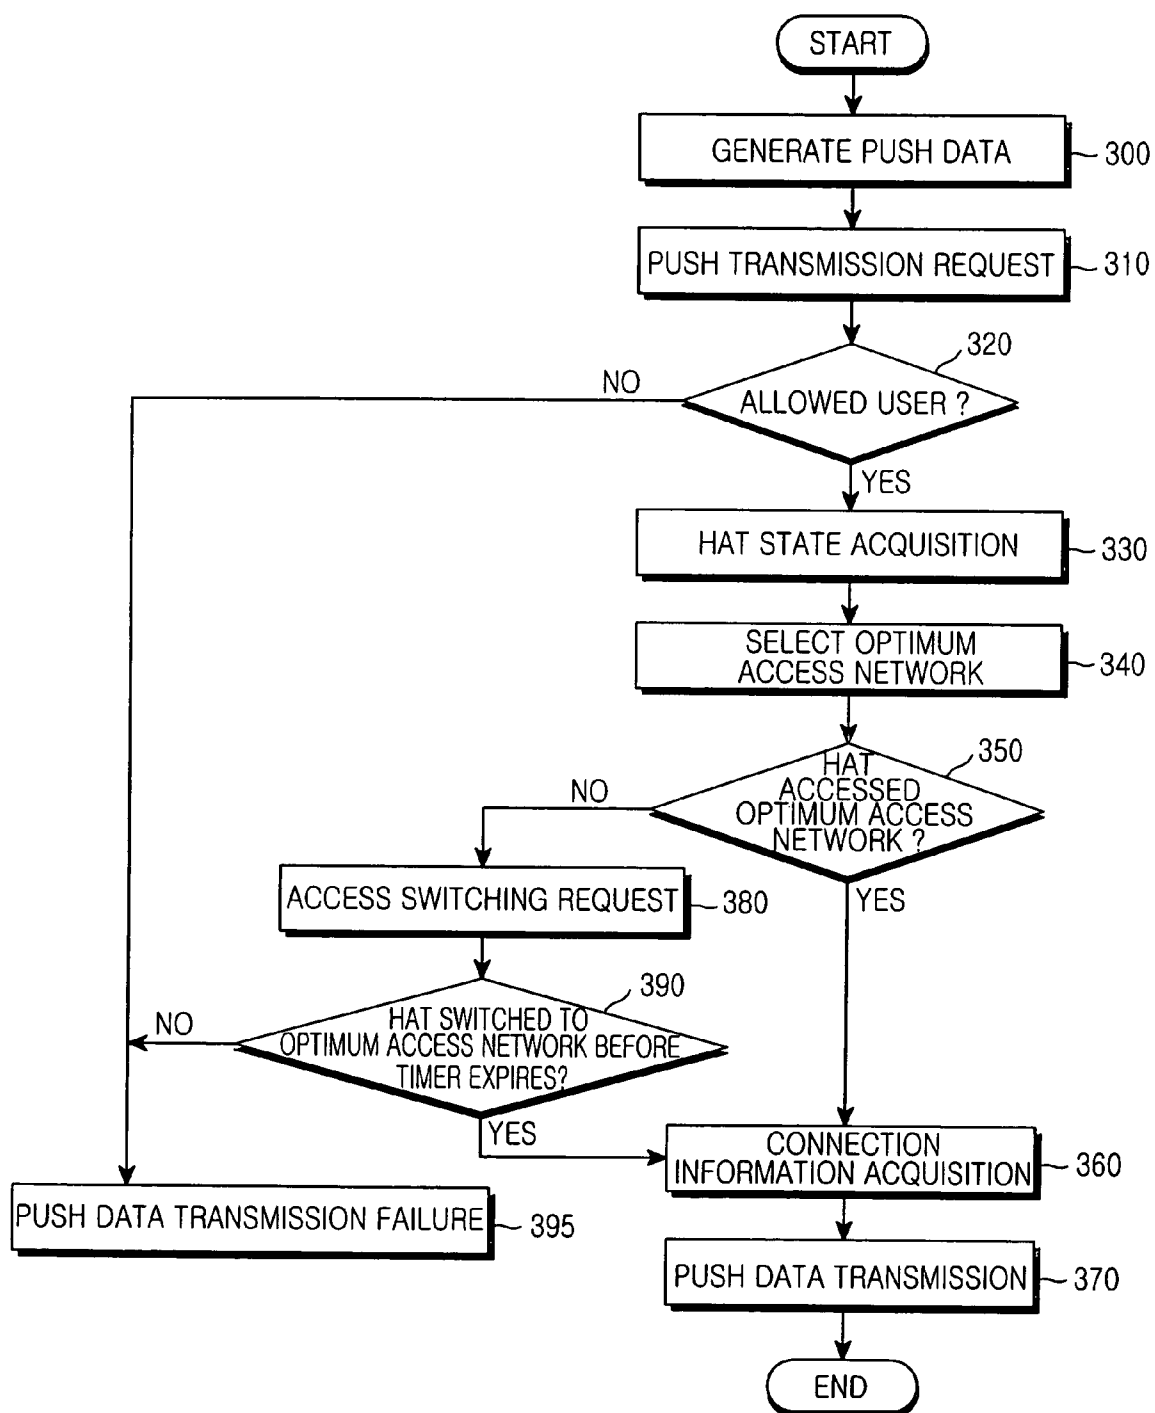 START
GENERATE PUSH DATA
300
PUSH TRANSMISSION REQUEST
310
320
NO
ALLOWED USER ?
YES
HAT STATE ACQUISITION
330
SELECT OPTIMUM
ACCESS NETWORK
340
350
HAT
ACCESSED
OPTIMUM ACCESS
NETWORK ?
NO
YES
ACCESS SWITCHING REQUEST
380
390
HAT SWITCHED TO
OPTIMUM ACCESS NETWORK BEFORE
TIMER EXPIRES?
NO
YES
CONNECTION
INFORMATION ACQUISITION
360
PUSH DATA TRANSMISSION FAILURE
395
PUSH DATA TRANSMISSION
370
END